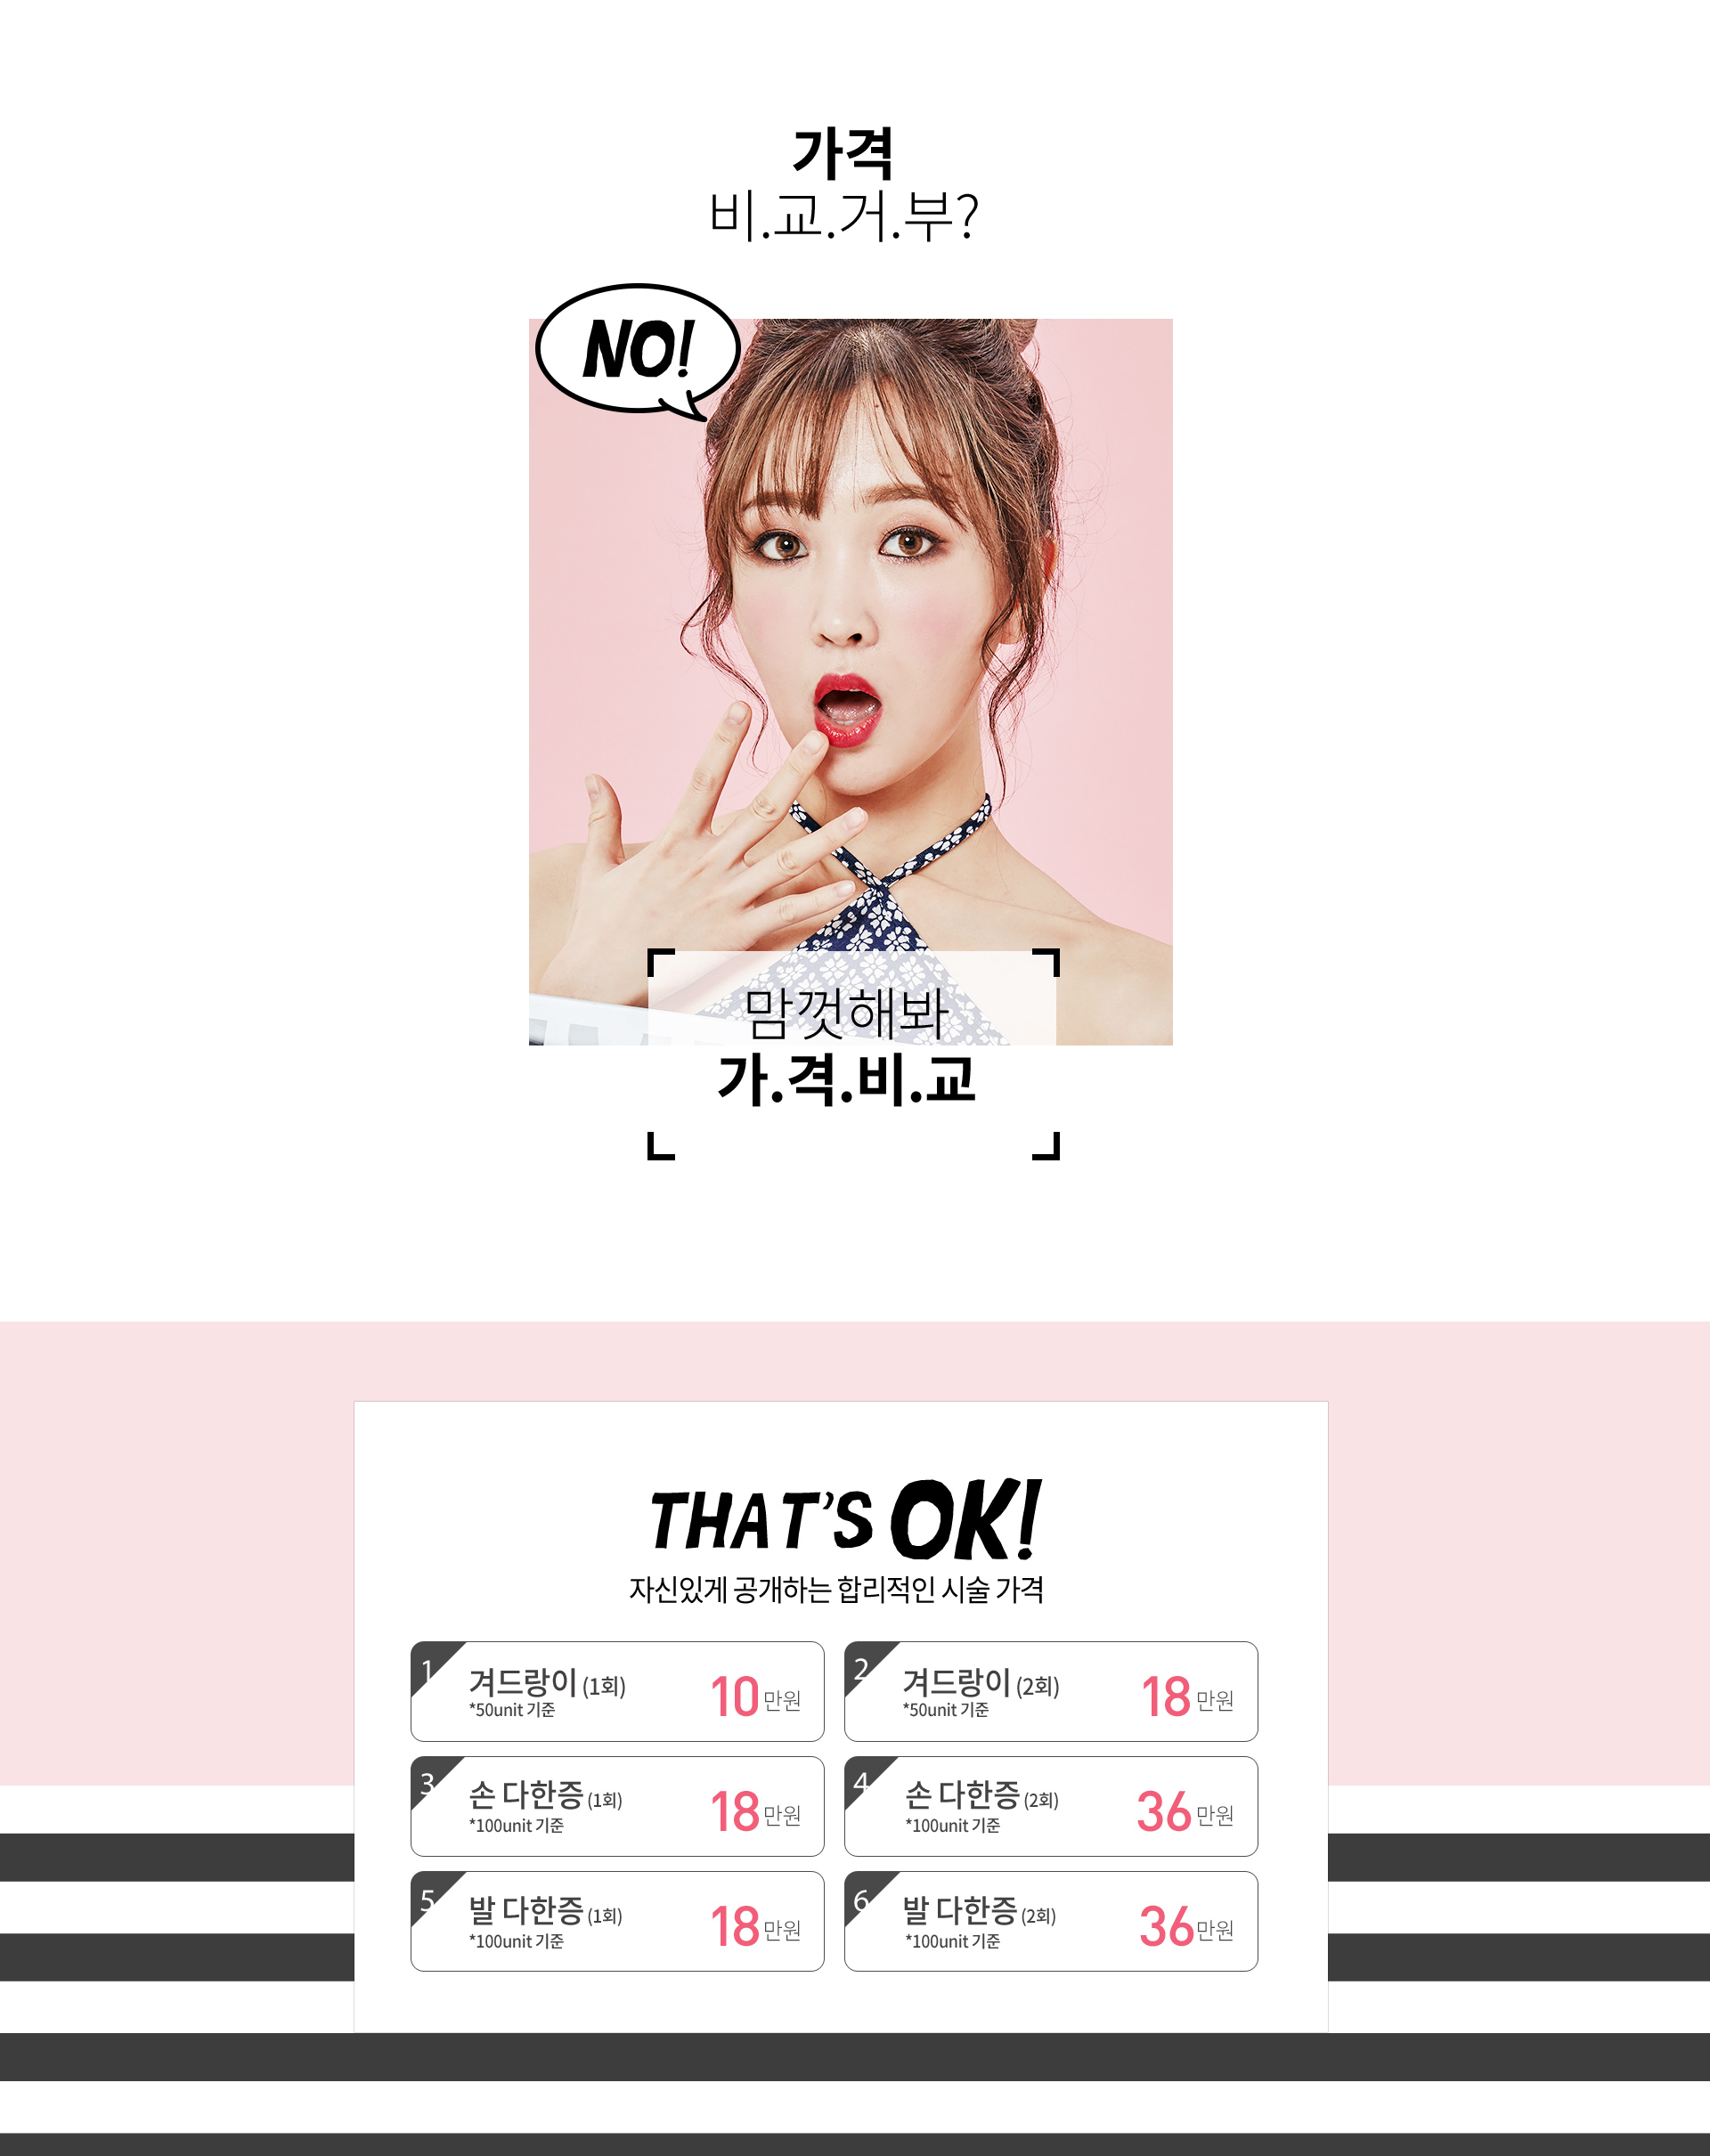 가격
비.교.거.부?
NO!
맘껏해봐
가.격.비.교
THAT'S OK!
자신있게 공개하는 합리적인 시술 가격
1
겨드랑이 (1회)
*50unit 기준
10만원
2
겨드랑이 (2회)
*50unit 기준
18만원
3
손 다한증 (1회)
*100unit 기준
18만원
4
손 다한증 (2회)
*100unit 기준
36만원
5
발 다한증 (1회)
*100unit 기준
18만원
6
발 다한증 (2회)
*100unit 기준
36만원